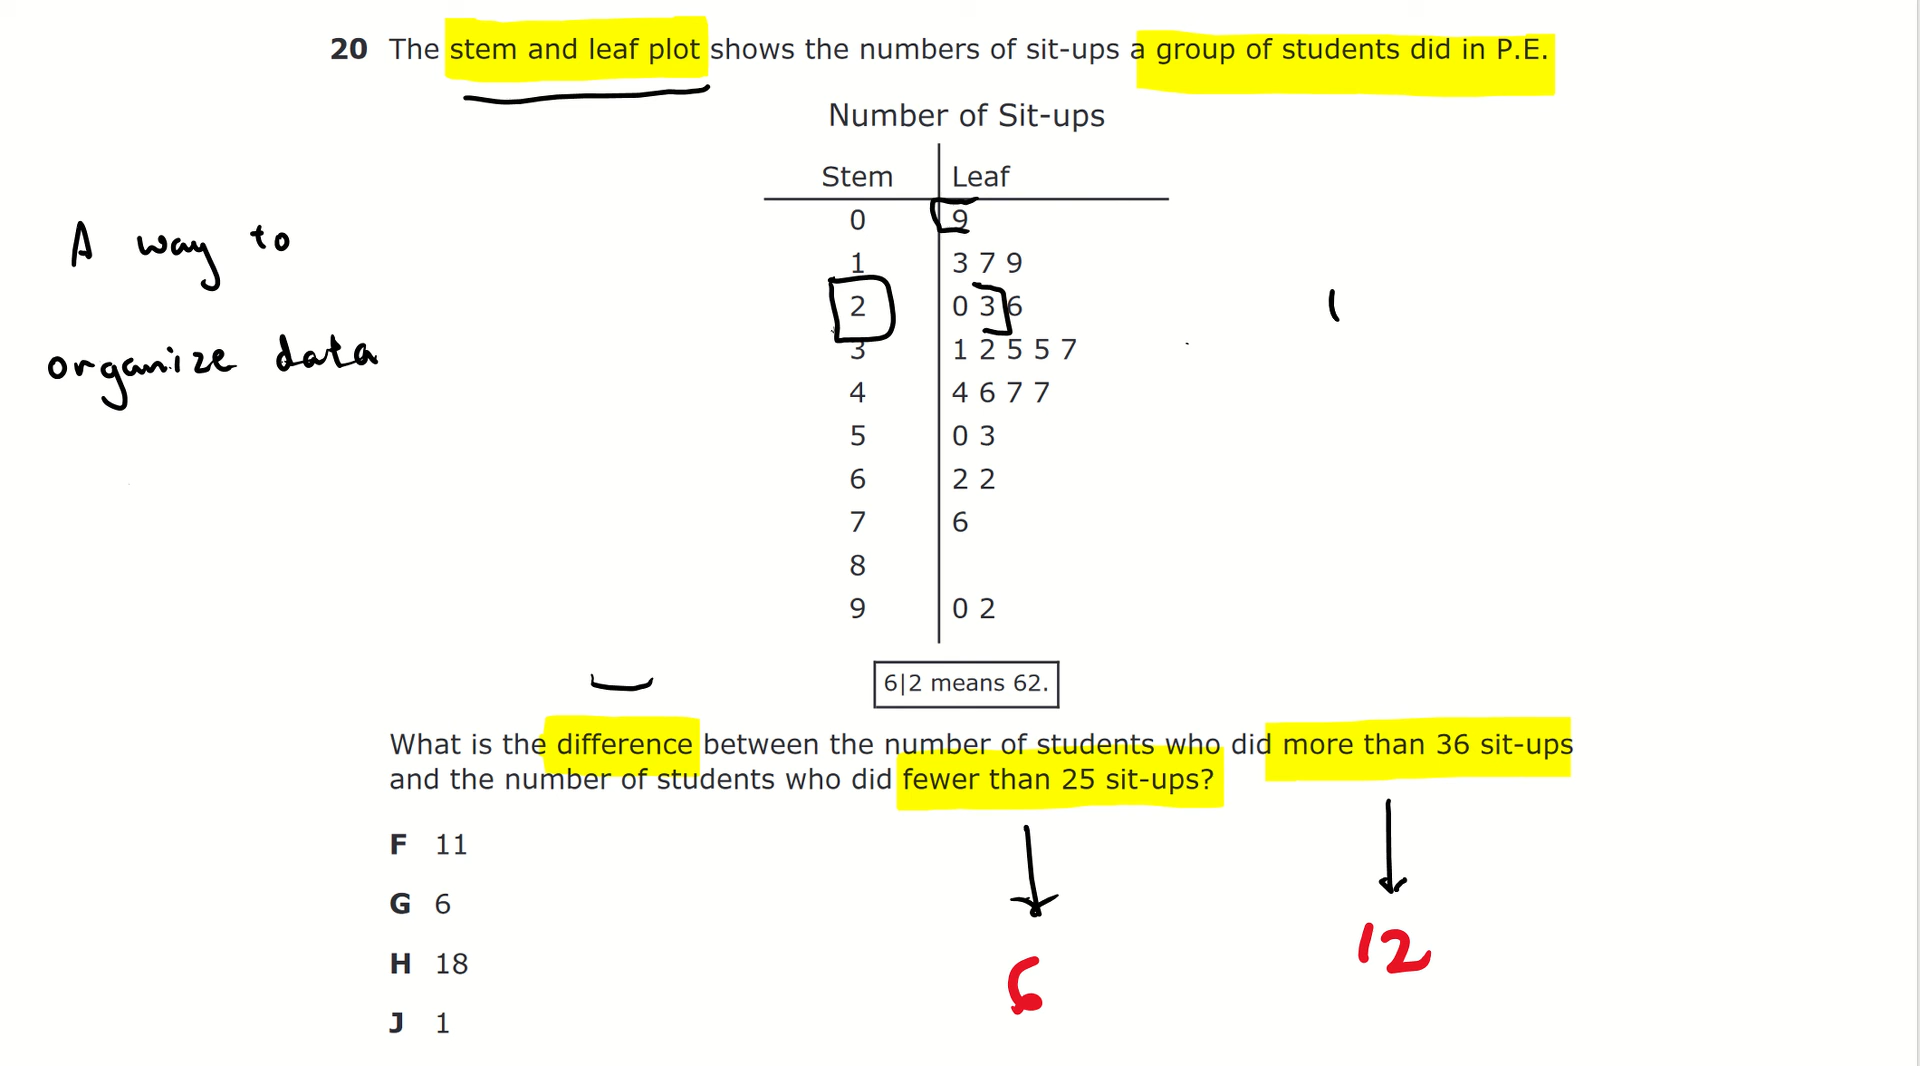 20 The stem and leaf plot shows the numbers of sit-ups a group of students did in P.E.
Number of Sit-ups
Stem Leaf
0 9
1 3 7 9
2 0 3 6
3 1 2 5 5 7
4 4 6 7 7
5 0 3
6 2 2
7 6
8
9 0 2
6|2 means 62.
A way to
organize data
What is the difference between the number of students who did more than 36 sit-ups
and the number of students who did fewer than 25 sit-ups?
F 11
G 6
H 18
J 1
6
12